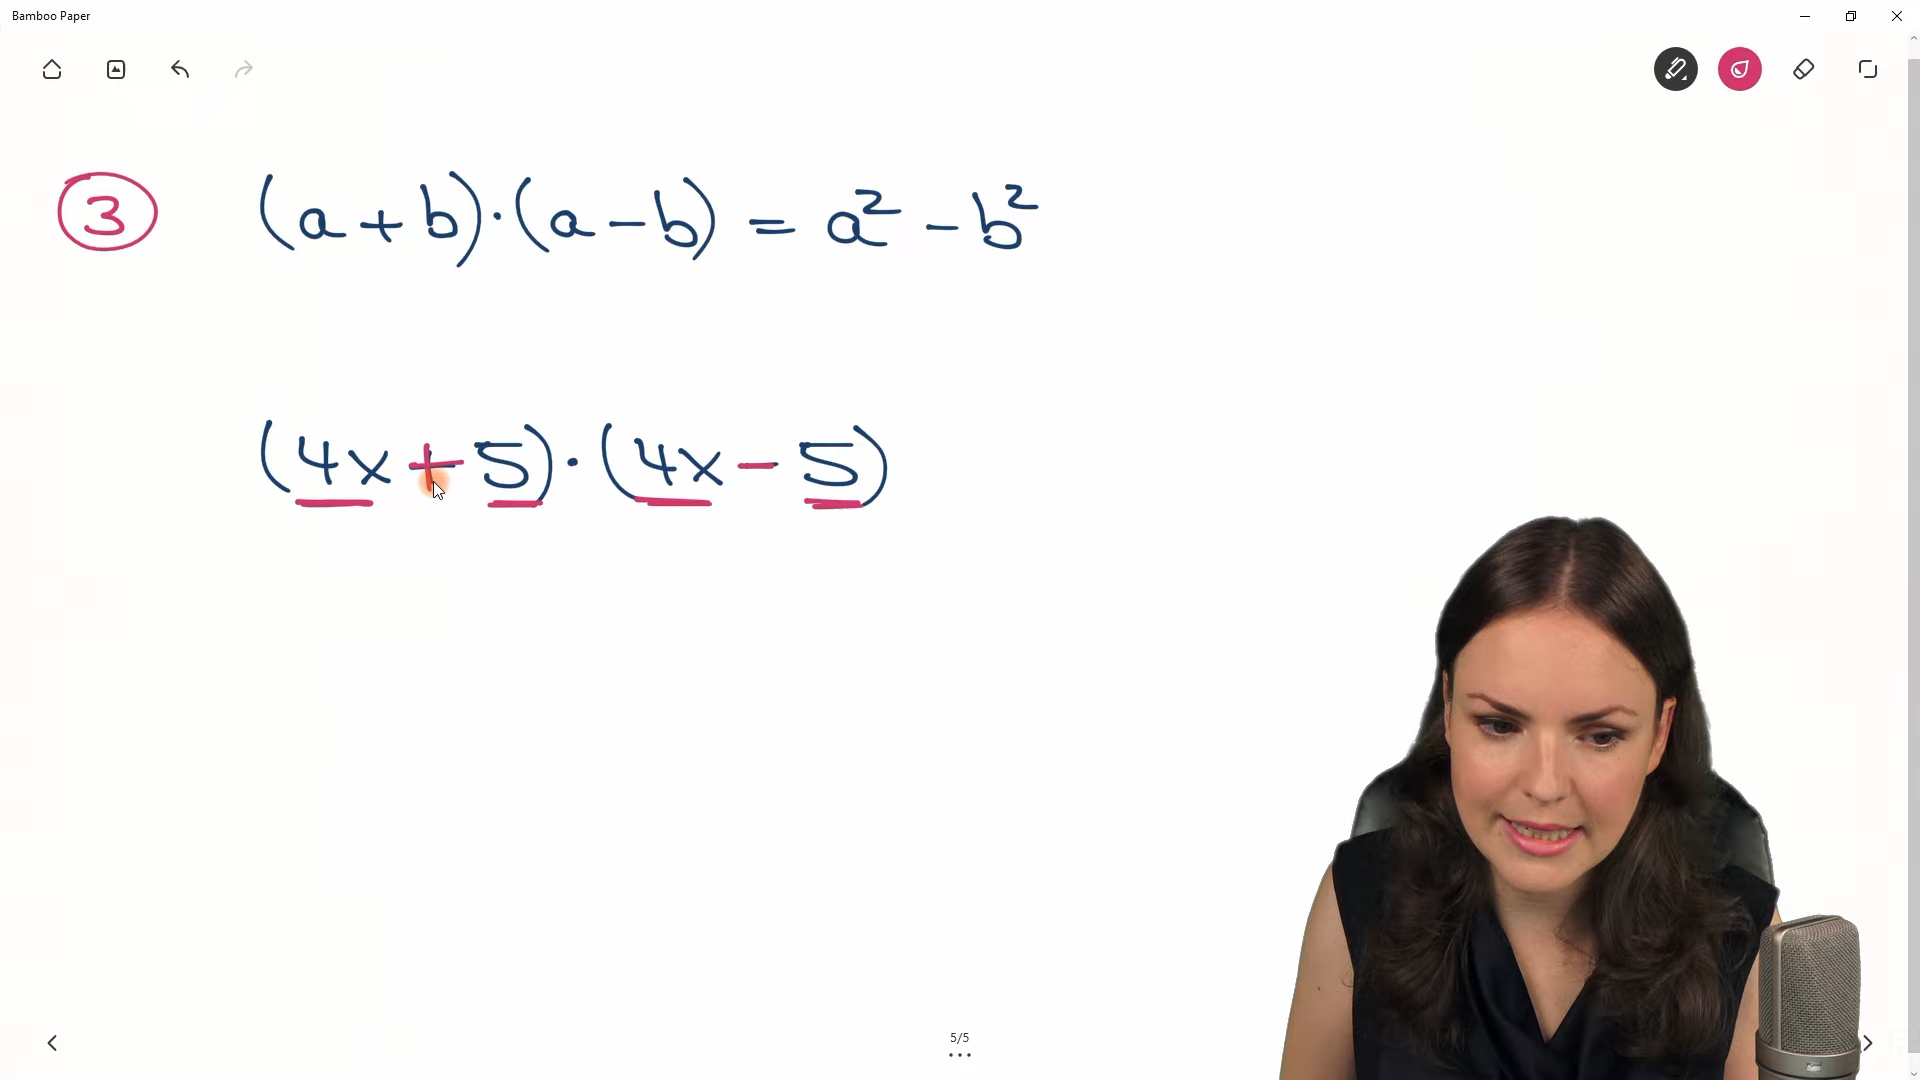 Bamboo Paper
3 (a + b) · (a − b) = a² − b²
(4x + 5) · (4x − 5)
5/5